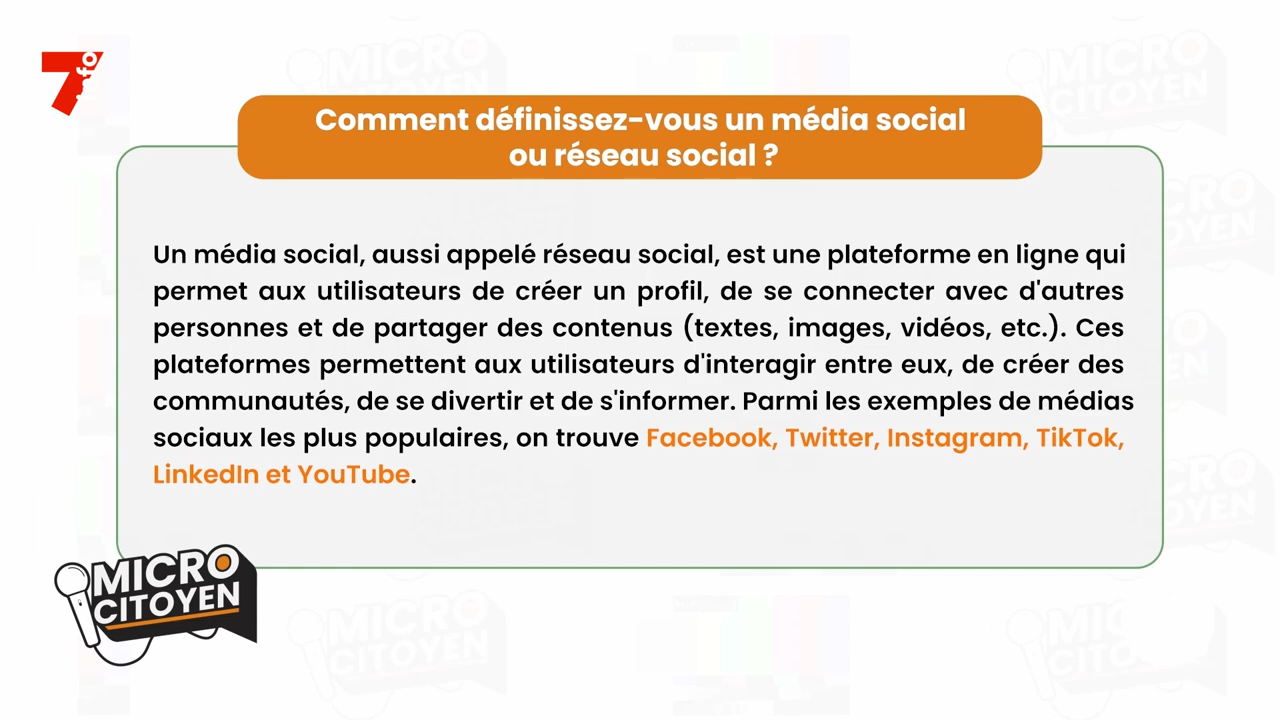 7
fo
Comment définissez-vous un média social
ou réseau social ?
Un média social, aussi appelé réseau social, est une plateforme en ligne qui
permet aux utilisateurs de créer un profil, de se connecter avec d'autres
personnes et de partager des contenus (textes, images, vidéos, etc.). Ces
plateformes permettent aux utilisateurs d'interagir entre eux, de créer des
communautés, de se divertir et de s'informer. Parmi les exemples de médias
sociaux les plus populaires, on trouve Facebook, Twitter, Instagram, TikTok,
LinkedIn et YouTube.
MICRO
CITOYEN